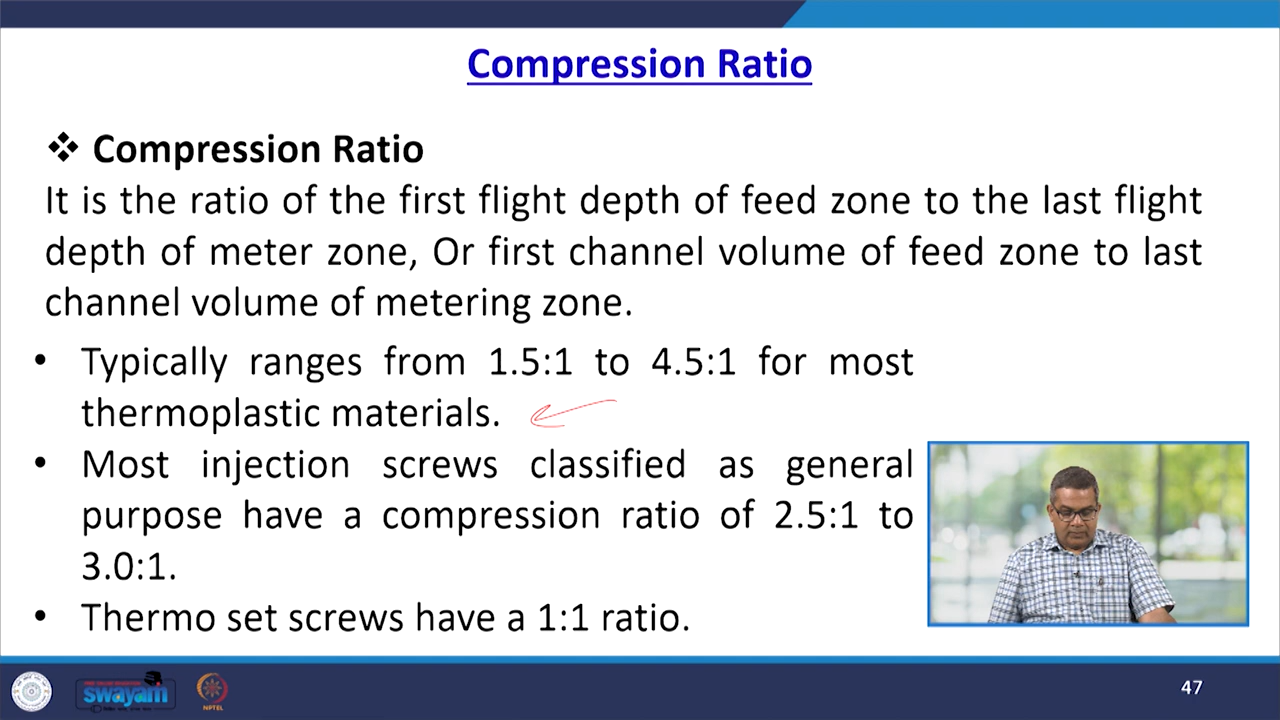 Compression Ratio
❖ Compression Ratio
It is the ratio of the first flight depth of feed zone to the last flight
depth of meter zone, Or first channel volume of feed zone to last
channel volume of metering zone.
• Typically ranges from 1.5:1 to 4.5:1 for most
thermoplastic materials.
• Most injection screws classified as general
purpose have a compression ratio of 2.5:1 to
3.0:1.
• Thermo set screws have a 1:1 ratio.
swayam
NPTEL
47